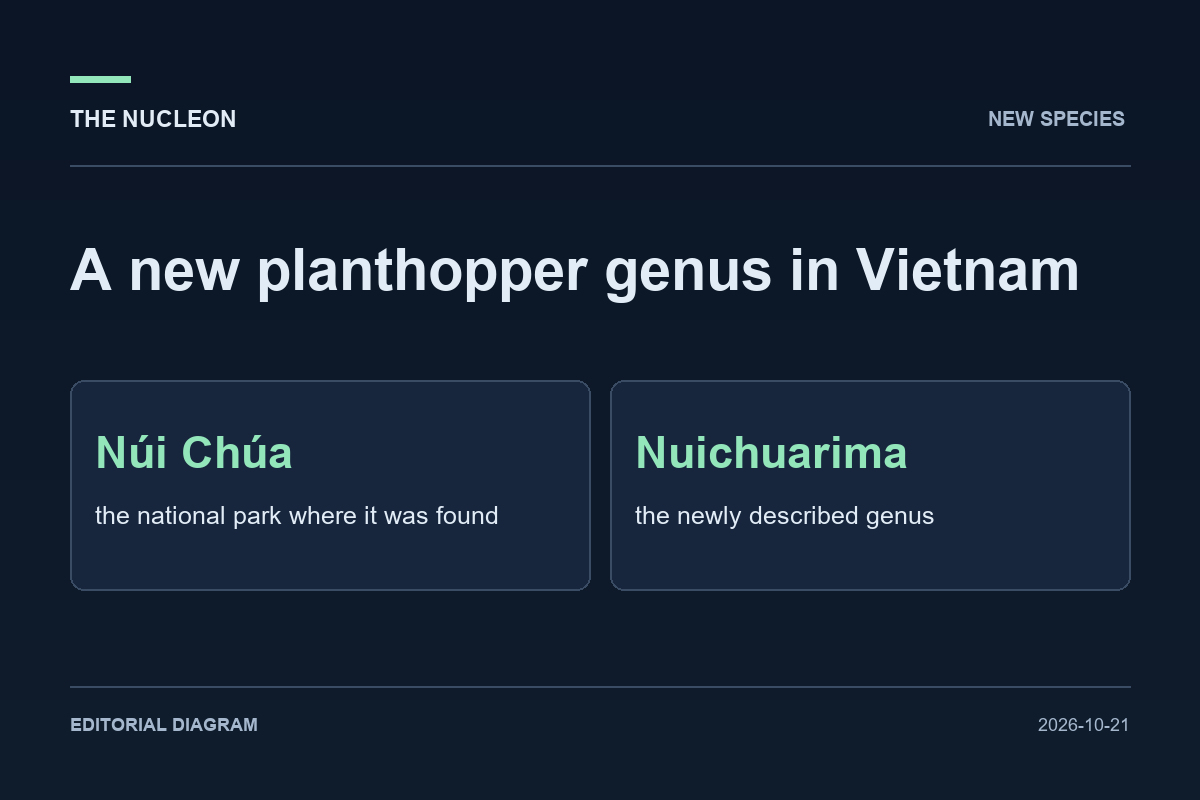 THE NUCLEON
NEW SPECIES
A new planthopper genus in Vietnam
Núi Chúa
the national park where it was found
Nuichuarima
the newly described genus
EDITORIAL DIAGRAM
2026-10-21